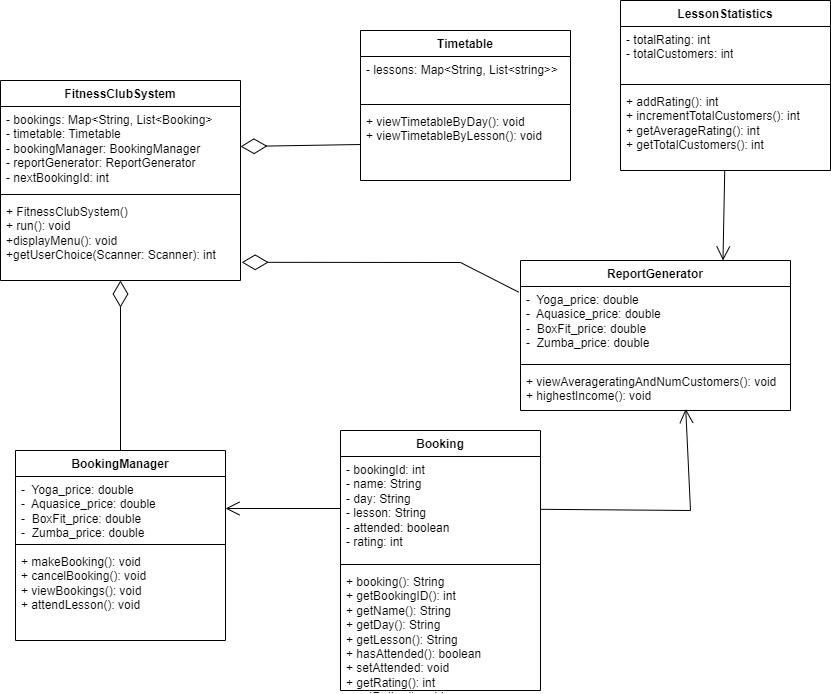 LessonStatistics
- totalRating: int
- totalCustomers: int
+ addRating(): int
+ incrementTotalCustomers(): int
+ getAverageRating(): int
+ getTotalCustomers(): int
Timetable
- lessons: Map<String, List<string>>
+ viewTimetableByDay(): void
+ viewTimetableByLesson(): void
FitnessClubSystem
- bookings: Map<String, List<Booking>
- timetable: Timetable
- bookingManager: BookingManager
- reportGenerator: ReportGenerator
- nextBookingId: int
+ FitnessClubSystem()
+ run(): void
+displayMenu(): void
+getUserChoice(Scanner: Scanner): int
ReportGenerator
- Yoga_price: double
- Aquasice_price: double
- BoxFit_price: double
- Zumba_price: double
+ viewAverageratingAndNumCustomers(): void
+ highestIncome(): void
BookingManager
- Yoga_price: double
- Aquasice_price: double
- BoxFit_price: double
- Zumba_price: double
+ makeBooking(): void
+ cancelBooking(): void
+ viewBookings(): void
+ attendLesson(): void
Booking
- bookingId: int
- name: String
- day: String
- lesson: String
- attended: boolean
- rating: int
+ booking(): String
+ getBookingID(): int
+ getName(): String
+ getDay(): String
+ getLesson(): String
+ hasAttended(): boolean
+ setAttended: void
+ getRating(): int